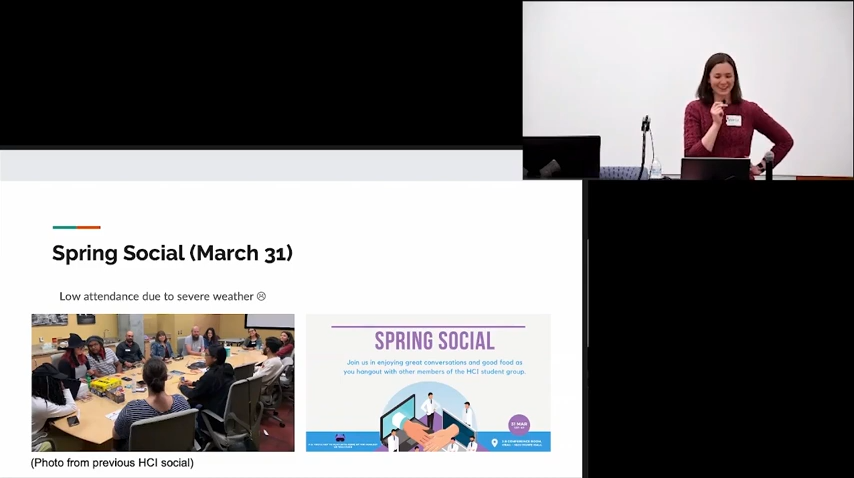 Spring Social (March 31)
Low attendance due to severe weather ☹
SPRING SOCIAL
Join us in enjoying great conversations and good food as
you hangout with other members of the HCI student group.
31 MAR
(Photo from previous HCI social)